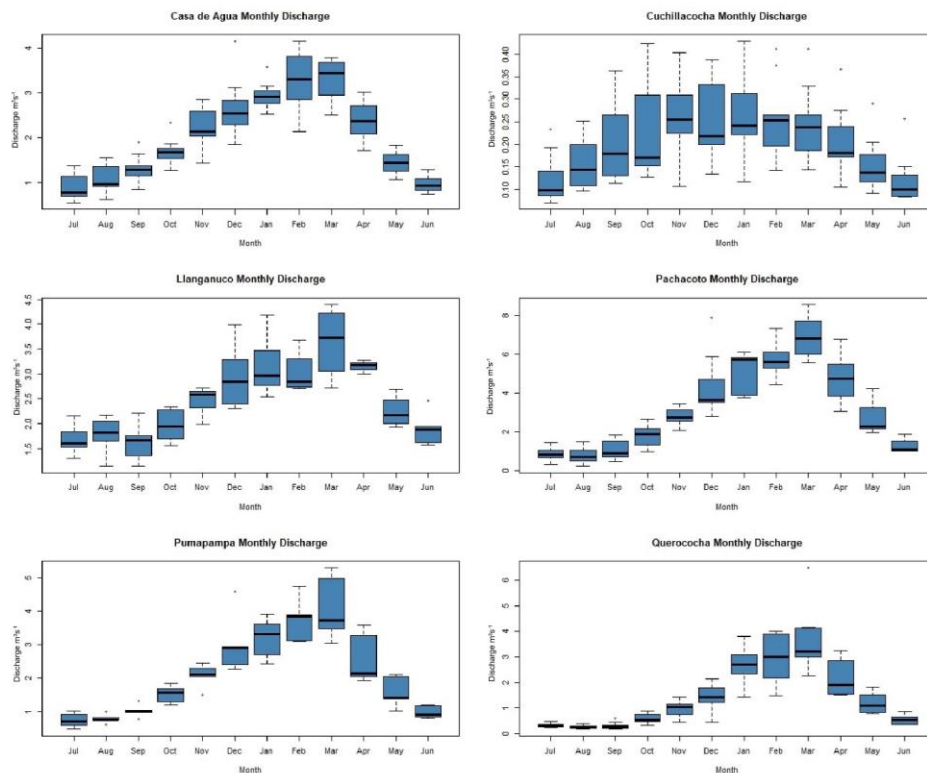 Casa de Agua Monthly Discharge
Discharge m³s⁻¹
4
3
2
1
Jul Aug Sep Oct Nov Dec Jan Feb Mar Apr May Jun
Month
Cuchillacocha Monthly Discharge
Discharge m³s⁻¹
0.40
0.35
0.30
0.25
0.20
0.15
0.10
Jul Aug Sep Oct Nov Dec Jan Feb Mar Apr May Jun
Month
Llanganuco Monthly Discharge
Discharge m³s⁻¹
4.5
4.0
3.5
3.0
2.5
2.0
1.5
Jul Aug Sep Oct Nov Dec Jan Feb Mar Apr May Jun
Month
Pachacoto Monthly Discharge
Discharge m³s⁻¹
8
6
4
2
0
Jul Aug Sep Oct Nov Dec Jan Feb Mar Apr May Jun
Month
Pumapampa Monthly Discharge
Discharge m³s⁻¹
5
4
3
2
1
Jul Aug Sep Oct Nov Dec Jan Feb Mar Apr May Jun
Month
Querococha Monthly Discharge
Discharge m³s⁻¹
6
5
4
3
2
1
0
Jul Aug Sep Oct Nov Dec Jan Feb Mar Apr May Jun
Month